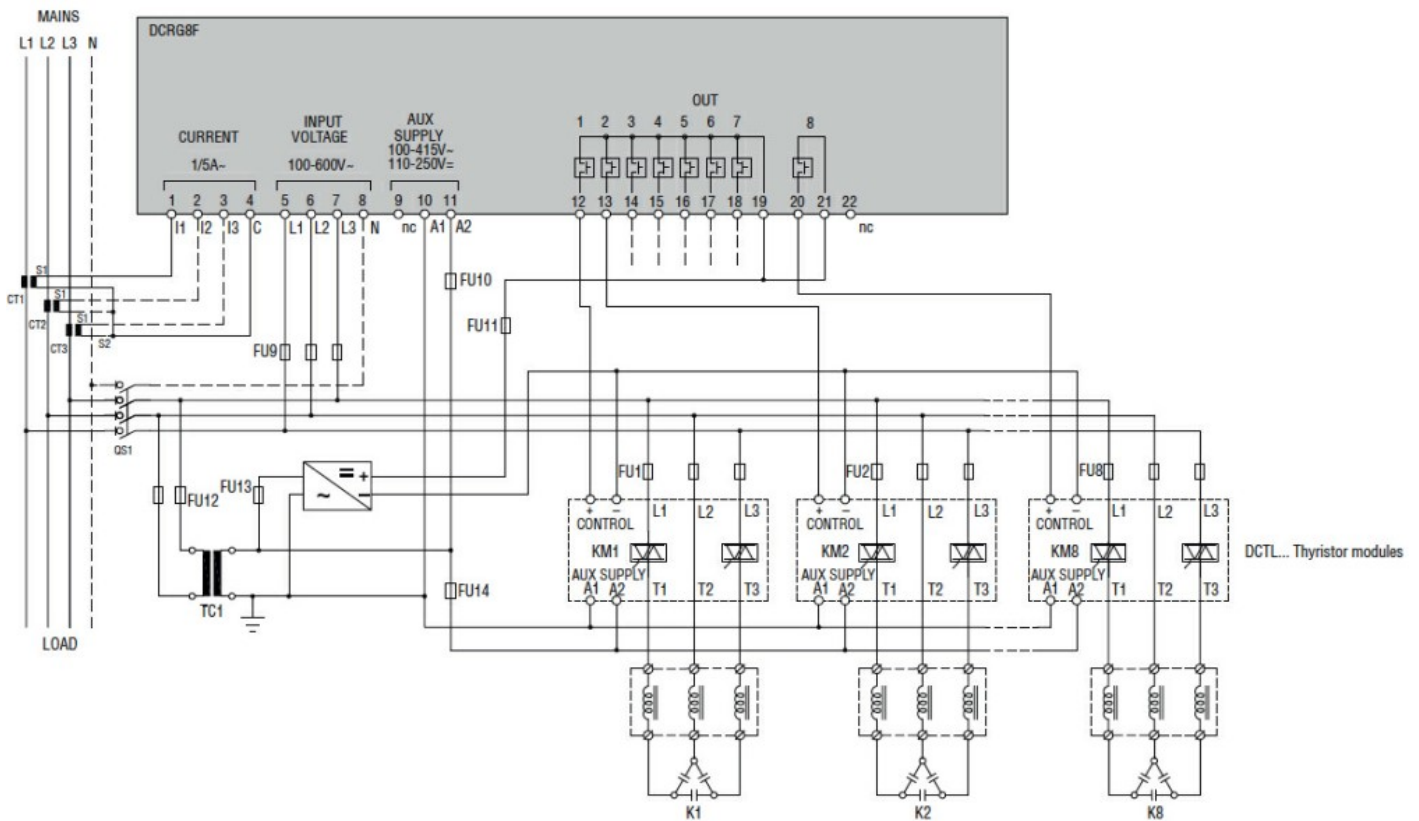 MAINS
L1 L2 L3 N
DCRG8F
OUT
CURRENT
1/5A~
INPUT
VOLTAGE
100-600V~
AUX
SUPPLY
100-415V~
110-250V=
1 2 3 4 5 6 7 8
1 2 3 4 5 6 7 8 9 10 11 12 13 14 15 16 17 18 19 20 21 22
I1 I2 I3 C L1 L2 L3 N nc A1 A2 nc
S1
CT1
S1
CT2
S1
CT3
S2
FU10
FU11
FU9
QS1
FU12
FU13
= + 
~ −
TC1
FU14
LOAD
FU1 FU2 FU8
+ − L1 L2 L3
CONTROL
KM1
AUX SUPPLY
A1 A2 T1 T2 T3
+ − L1 L2 L3
CONTROL
KM2
AUX SUPPLY
A1 A2 T1 T2 T3
+ − L1 L2 L3
CONTROL
KM8
AUX SUPPLY
A1 A2 T1 T2 T3
DCTL... Thyristor modules
K1 K2 K8